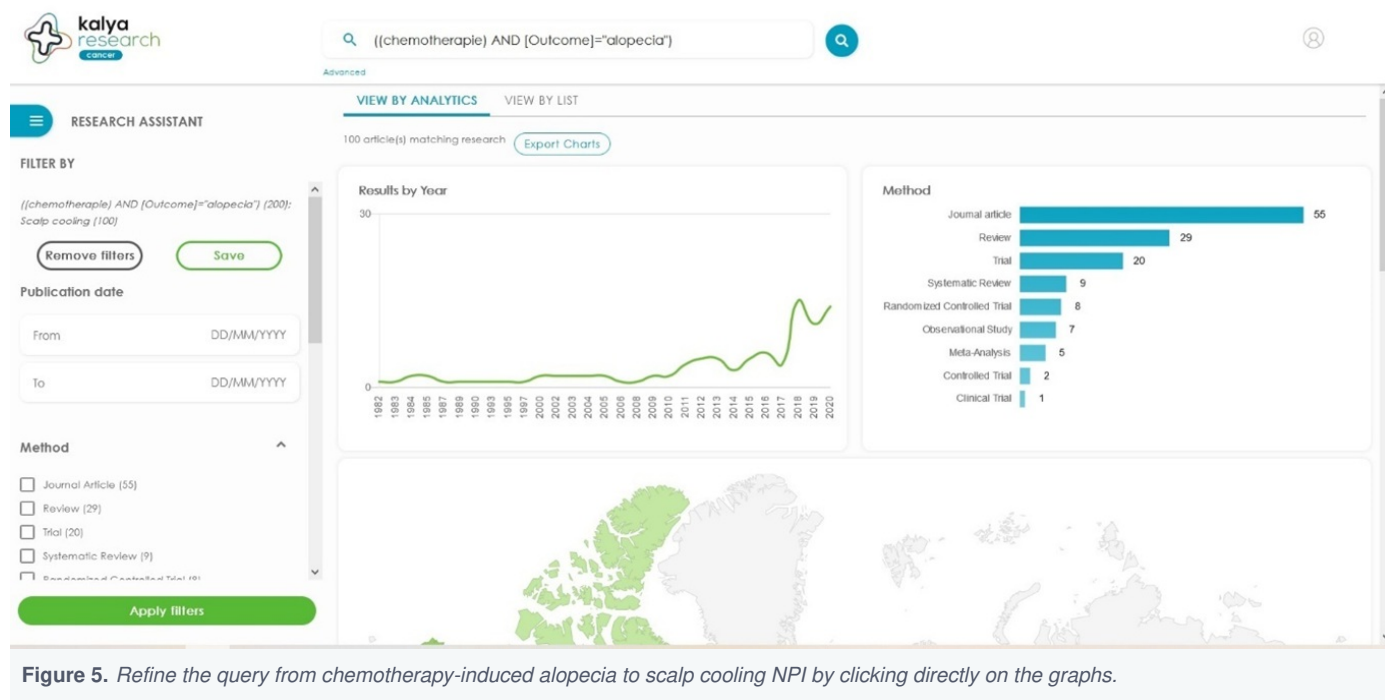 kalya
research
cancer
((chemotherapie) AND [Outcome]="alopecia")
Advanced
RESEARCH ASSISTANT
FILTER BY
((chemotherapie) AND [Outcome]="alopecia") (200);
Scalp cooling (100)
Remove filters
Save
Publication date
From DD/MM/YYYY
To DD/MM/YYYY
Method
Journal Article (55)
Review (29)
Trial (20)
Systematic Review (9)
Randomized Controlled Trial (8)
Apply filters
VIEW BY ANALYTICS VIEW BY LIST
100 article(s) matching research Export Charts
Results by Year
30
0
1982 1983 1984 1985 1987 1989 1990 1993 1995 1997 2000 2002 2003 2004 2005 2006 2008 2009 2010 2011 2012 2013 2014 2015 2016 2017 2018 2019 2020
Method
Journal article 55
Review 29
Trial 20
Systematic Review 9
Randomized Controlled Trial 8
Observational Study 7
Meta-Analysis 5
Controlled Trial 2
Clinical Trial 1
Figure 5. Refine the query from chemotherapy-induced alopecia to scalp cooling NPI by clicking directly on the graphs.